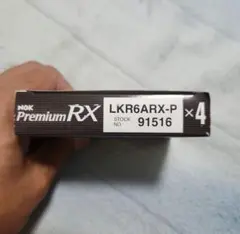 NGK
Premium RX
LKR6ARX-P
STOCK NO. 91516
×4